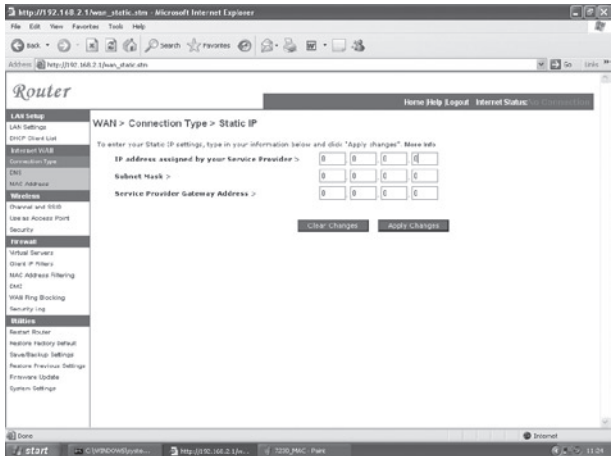 http://192.168.2.1/wan_static.stm - Microsoft Internet Explorer
File Edit View Favorites Tools Help
Back Search Favorites
Address http://192.168.2.1/wan_static.stm Go Links
Router
Home Help Logout Internet Status: No Connection
LAN Setup
LAN Settings
DHCP Client List
Internet WAN
Connection Type
DNS
MAC Address
Wireless
Channel and SSID
Use as Access Point
Security
Firewall
Virtual Servers
Client IP Filters
MAC Address Filtering
DMZ
WAN Ping Blocking
Security Log
Utilities
Restart Router
Restore Factory Default
Save/Backup Settings
Restore Previous Settings
Firmware Update
System Settings
WAN > Connection Type > Static IP
To enter your Static IP settings, type in your information below and click "Apply changes". More Info
IP address assigned by your Service Provider > 0 . 0 . 0 . 0
Subnet Mask > 0 . 0 . 0 . 0
Service Provider Gateway Address > 0 . 0 . 0 . 0
Clear Changes Apply Changes
Done Internet
start C:\WINDOWS\syste... http://192.168.2.1/w... 7230_MAC - Paint 11:24